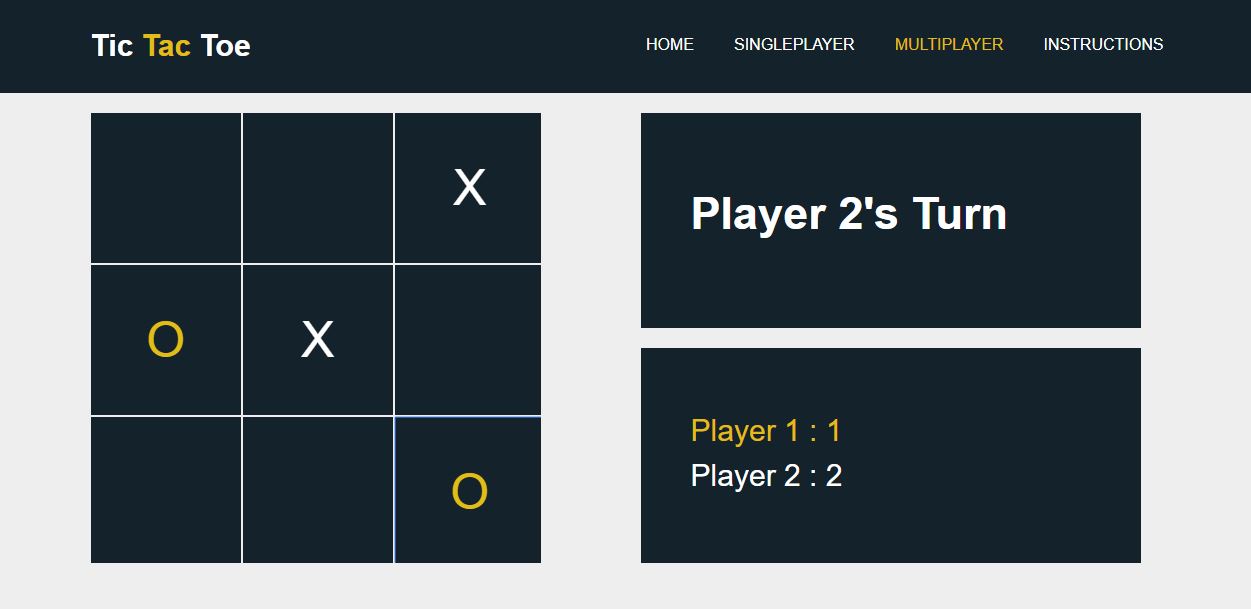 Tic Tac Toe
HOME SINGLEPLAYER MULTIPLAYER INSTRUCTIONS
X
O X
O
Player 2's Turn
Player 1 : 1
Player 2 : 2